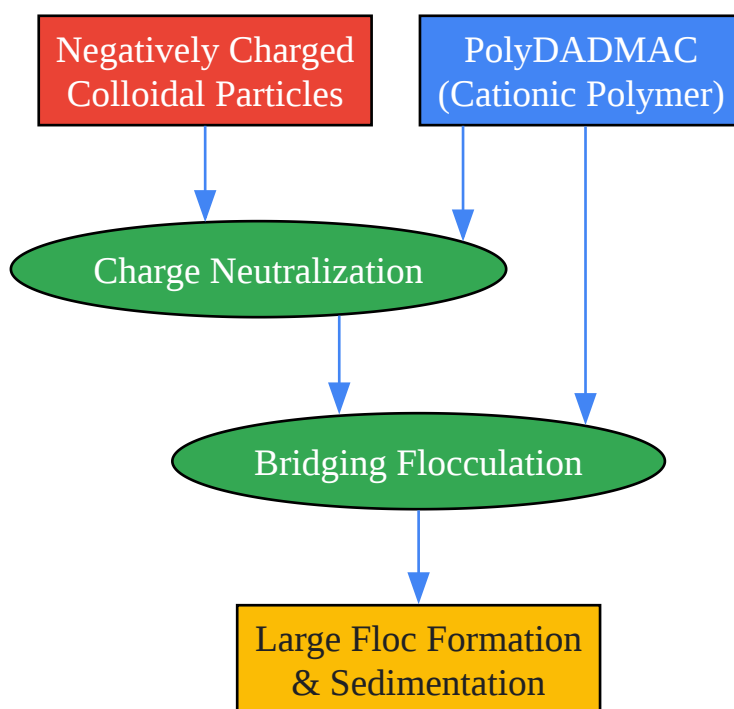 Negatively Charged
Colloidal Particles
PolyDADMAC
(Cationic Polymer)
Charge Neutralization
Bridging Flocculation
Large Floc Formation
& Sedimentation